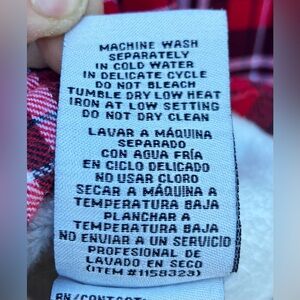 MACHINE WASH
SEPARATELY
IN COLD WATER
IN DELICATE CYCLE
DO NOT BLEACH
TUMBLE DRY LOW HEAT
IRON AT LOW SETTING
DO NOT DRY CLEAN
LAVAR A MÁQUINA
SEPARADO
CON AGUA FRÍA
EN CICLO DELICADO
NO USAR CLORO
SECAR A MÁQUINA A
TEMPERATURA BAJA
PLANCHAR A
TEMPERATURA BAJA
NO ENVIAR A UN SERVICIO
PROFESIONAL DE
LAVADO EN SECO
(ITEM #1158323)